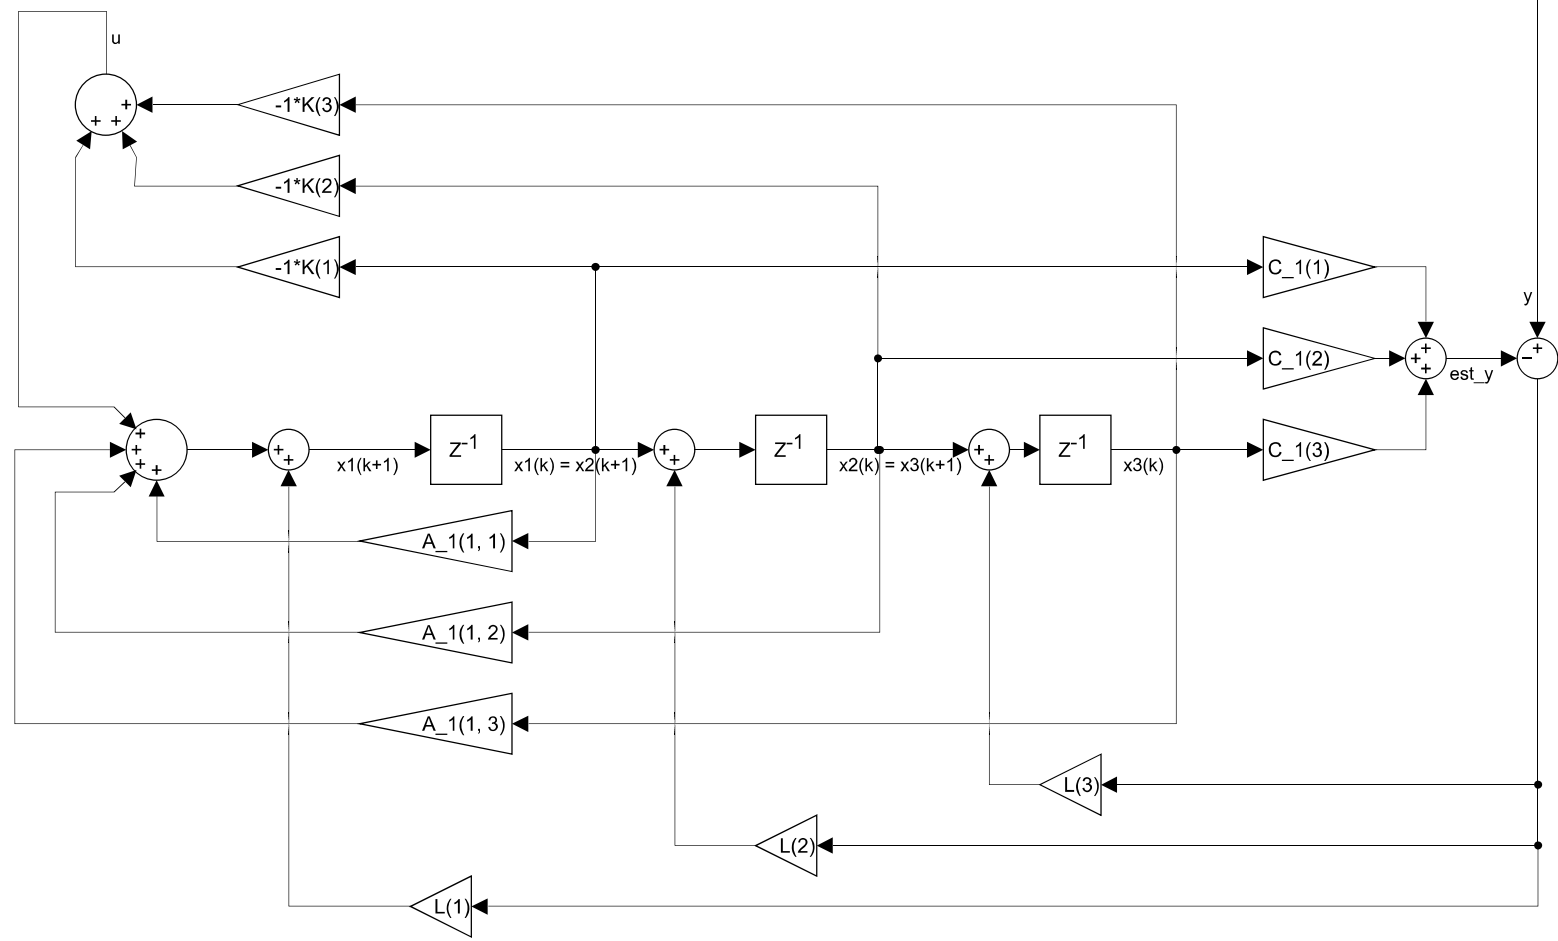 u
-1*K(3)
+
+ +
-1*K(2)
-1*K(1)
C_1(1)
y
+
+
+
C_1(2)
+
−
est_y
+
+
+
+
+
+
x1(k+1)
Z-1
x1(k) = x2(k+1)
+
+
Z-1
x2(k) = x3(k+1)
+
+
Z-1
x3(k)
C_1(3)
A_1(1, 1)
A_1(1, 2)
A_1(1, 3)
L(3)
L(2)
L(1)